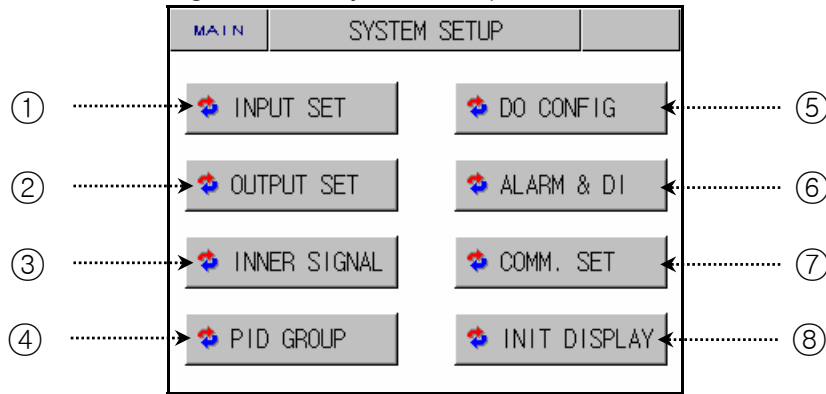 MAIN SYSTEM SETUP
① INPUT SET DO CONFIG ⑤
② OUTPUT SET ALARM & DI ⑥
③ INNER SIGNAL COMM. SET ⑦
④ PID GROUP INIT DISPLAY ⑧